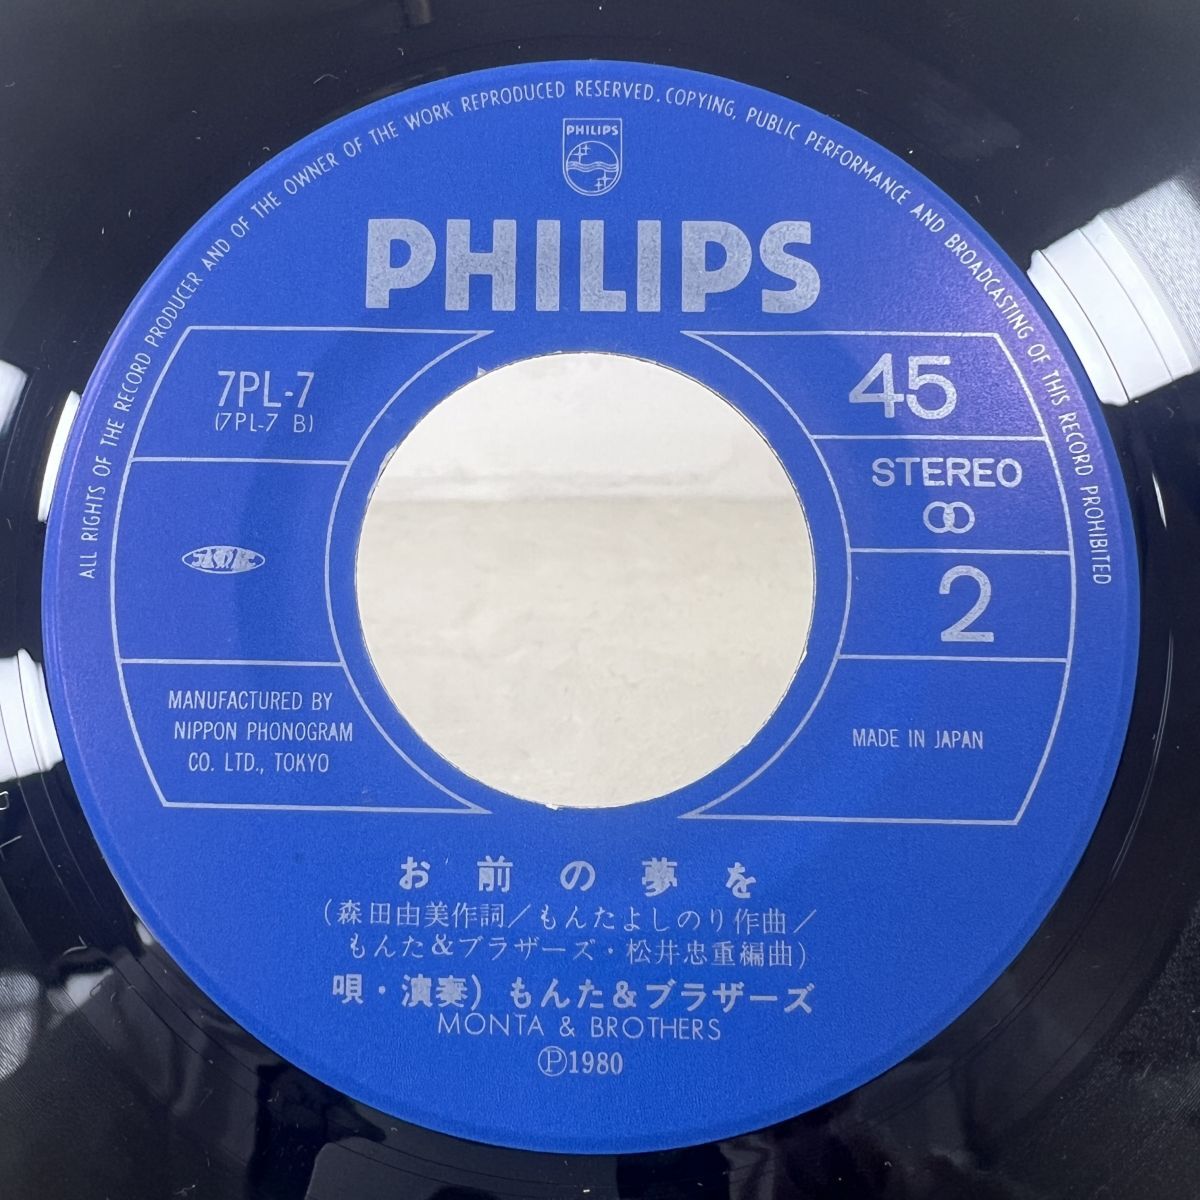 ALL RIGHTS OF THE RECORD PRODUCER AND OF THE OWNER OF THE WORK REPRODUCED RESERVED. COPYING, PUBLIC PERFORMANCE AND BROADCASTING OF THIS RECORD PROHIBITED
PHILIPS
PHILIPS
7PL-7
(7PL-7 B)
45
STEREO
2
MANUFACTURED BY
NIPPON PHONOGRAM
CO. LTD., TOKYO
MADE IN JAPAN
お前の夢を
(森田由美作詞/もんたよしのり作曲/
もんた&ブラザーズ・松井忠重編曲)
唄・演奏) もんた&ブラザーズ
MONTA & BROTHERS
Ⓟ1980